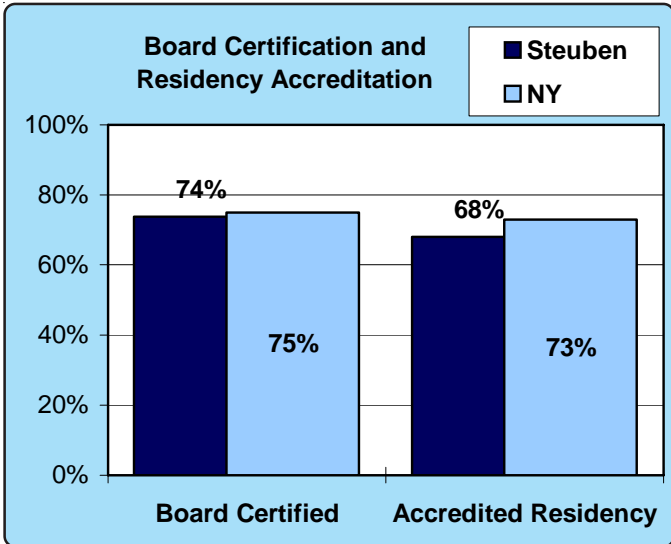 Board Certification and
Residency Accreditation
Steuben
NY
100%
80%
60%
40%
20%
0%
74%
75%
68%
73%
Board Certified
Accredited Residency